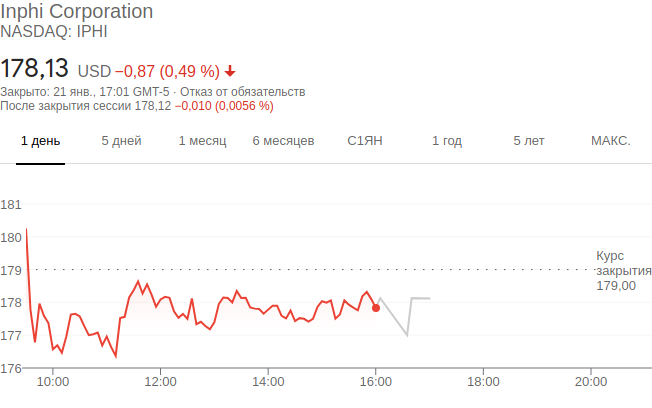 Inphi Corporation
NASDAQ: IPHI
178,13 USD −0,87 (0,49 %)
Закрыто: 21 янв., 17:01 GMT-5 · Отказ от обязательств
После закрытия сессии 178,12 −0,010 (0,0056 %)
1 день 5 дней 1 месяц 6 месяцев С1ЯН 1 год 5 лет МАКС.
181
180
Курс
179 закрытия
179,00
178
177
176
10:00 12:00 14:00 16:00 18:00 20:00